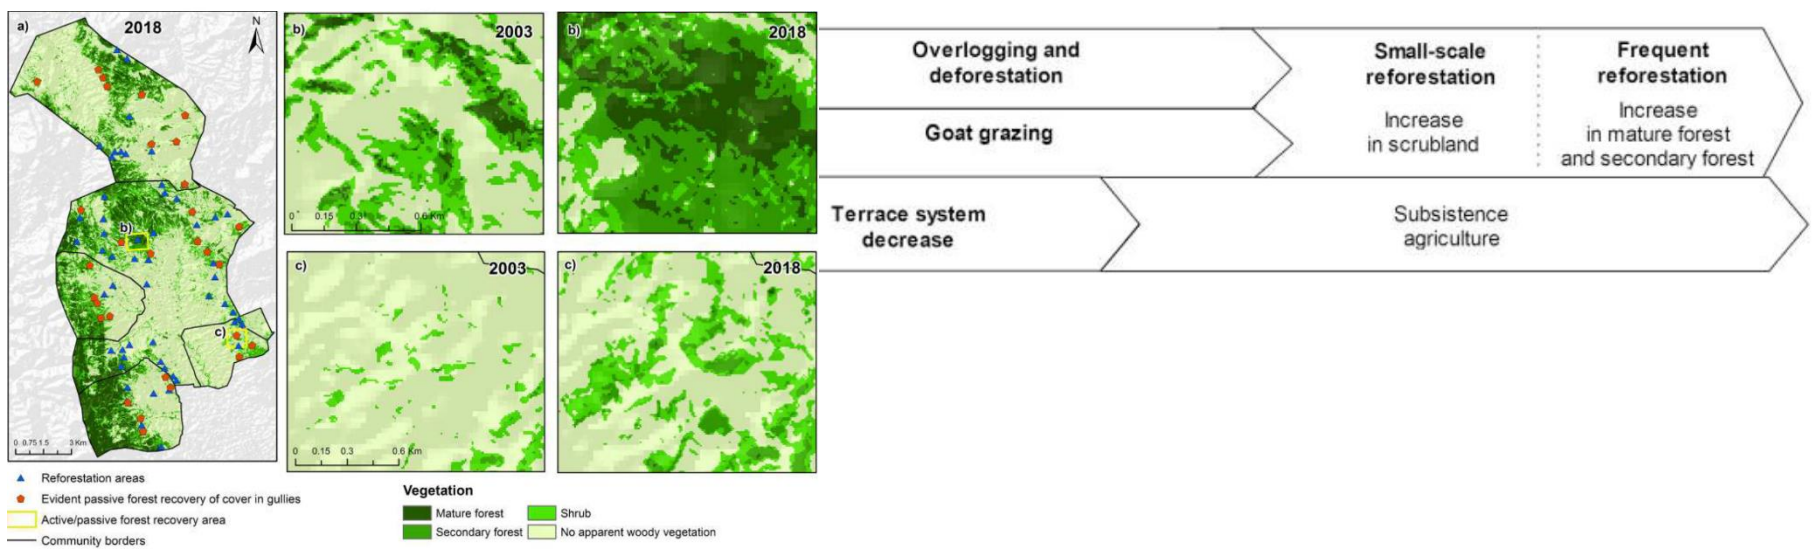 a)
2018
N
b)
c)
0 0.75 1.5 3 Km
b)
2003
0 0.15 0.31 0.6 Km
b)
2018
c)
2003
0 0.15 0.3 0.6 Km
c)
2018
Reforestation areas
Evident passive forest recovery of cover in gullies
Active/passive forest recovery area
Community borders
Vegetation
Mature forest
Secondary forest
Shrub
No apparent woody vegetation
Overlogging and
deforestation
Goat grazing
Terrace system
decrease
Small-scale
reforestation
Increase
in scrubland
Frequent
reforestation
Increase
in mature forest
and secondary forest
Subsistence
agriculture